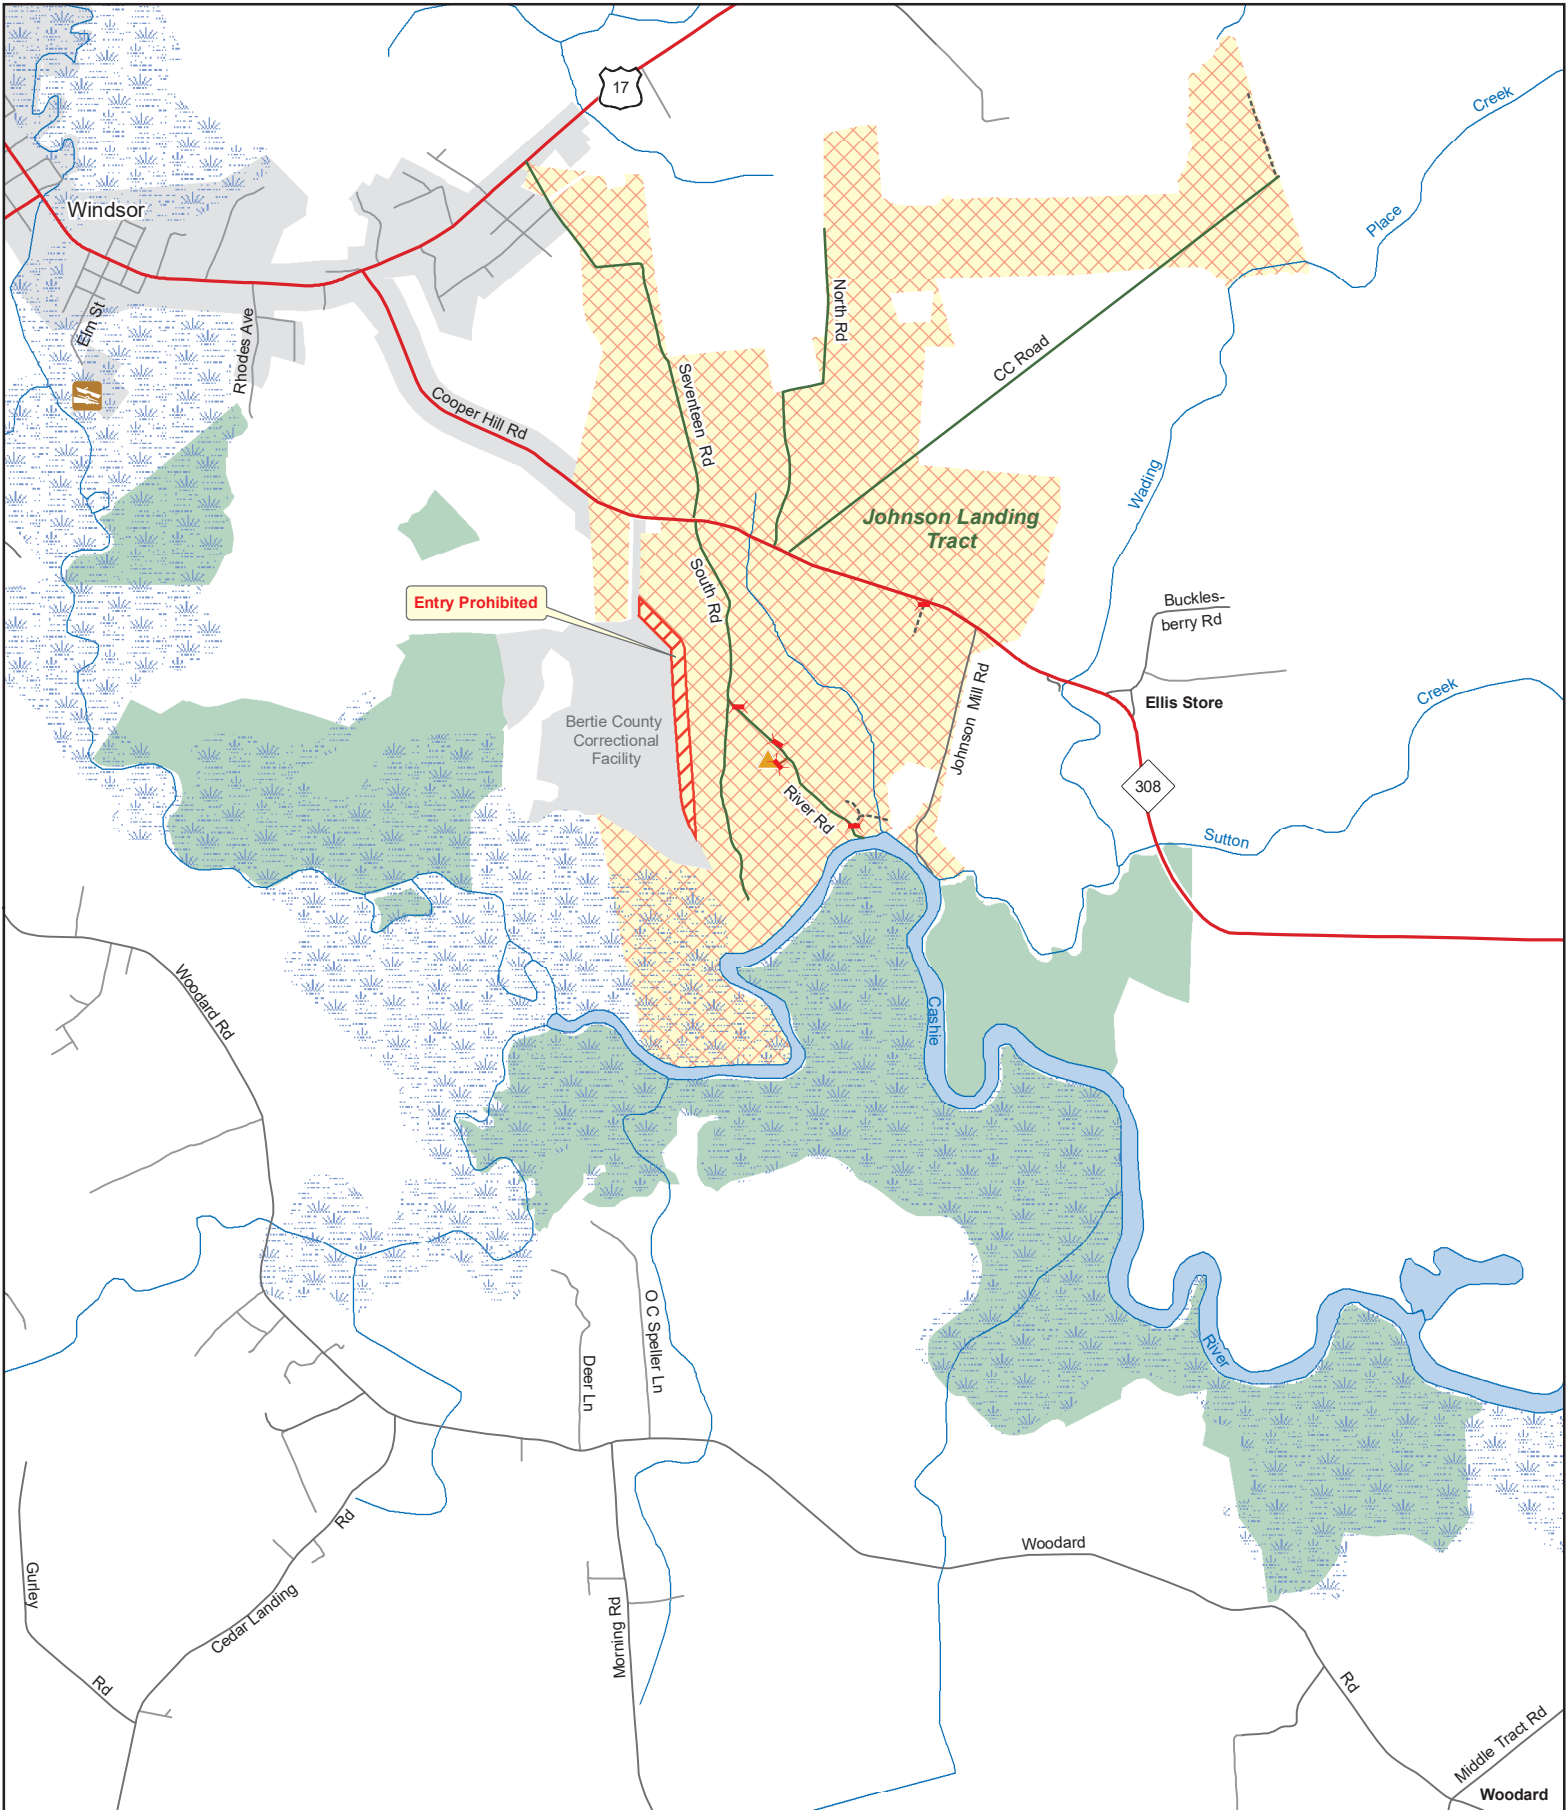 17
Creek
Windsor
Place
Elm St
Rhodes Ave
North Rd
CC Road
Seventeen Rd
Cooper Hill Rd
Wading
Johnson Landing
Tract
South Rd
Entry Prohibited
Buckles-
berry Rd
Johnson Mill Rd
Creek
Ellis Store
Bertie County
Correctional
Facility
308
River Rd
Sutton
Woodard Rd
Cashie
O C Speller Ln
Deer Ln
River
Rd
Woodard
Gurley
Cedar Landing
Morning Rd
Rd
Rd
Middle Tract Rd
Woodard